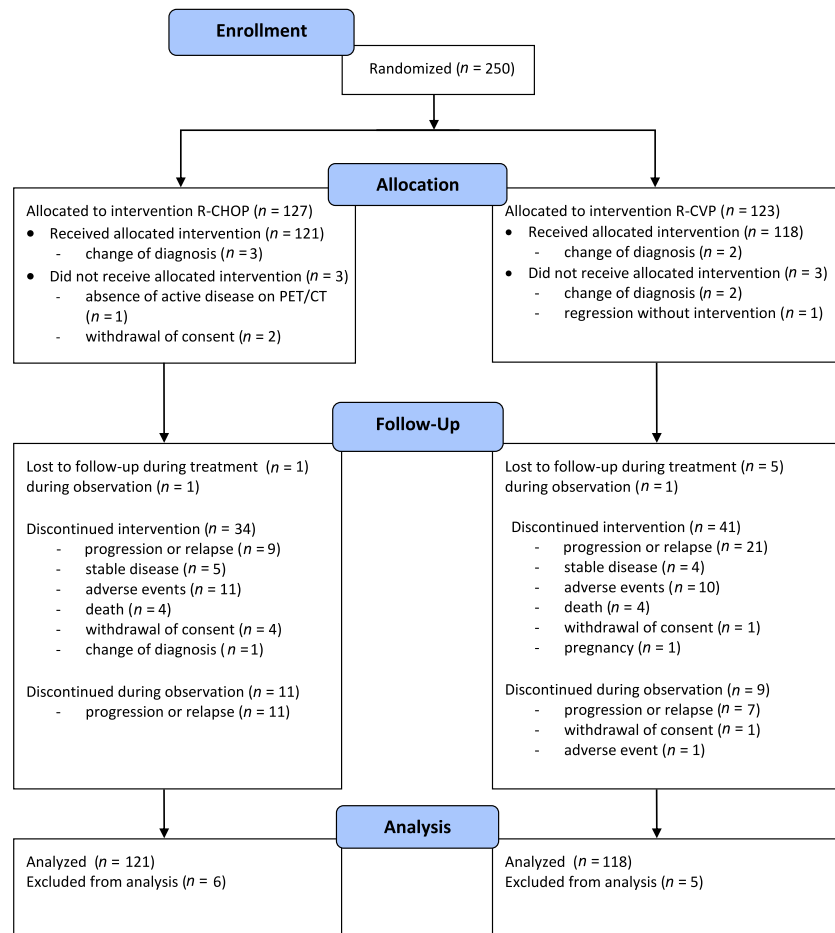 Enrollment
Randomized (n = 250)
Allocation
Allocated to intervention R-CHOP (n = 127)
● Received allocated intervention (n = 121)
- change of diagnosis (n = 3)
● Did not receive allocated intervention (n = 3)
- absence of active disease on PET/CT
(n = 1)
- withdrawal of consent (n = 2)
Allocated to intervention R-CVP (n = 123)
● Received allocated intervention (n = 118)
- change of diagnosis (n = 2)
● Did not receive allocated intervention (n = 3)
- change of diagnosis (n = 2)
- regression without intervention (n = 1)
Follow-Up
Lost to follow-up during treatment (n = 1)
during observation (n = 1)
Discontinued intervention (n = 34)
- progression or relapse (n = 9)
- stable disease (n = 5)
- adverse events (n = 11)
- death (n = 4)
- withdrawal of consent (n = 4)
- change of diagnosis (n = 1)
Discontinued during observation (n = 11)
- progression or relapse (n = 11)
Lost to follow-up during treatment (n = 5)
during observation (n = 1)
Discontinued intervention (n = 41)
- progression or relapse (n = 21)
- stable disease (n = 4)
- adverse events (n = 10)
- death (n = 4)
- withdrawal of consent (n = 1)
- pregnancy (n = 1)
Discontinued during observation (n = 9)
- progression or relapse (n = 7)
- withdrawal of consent (n = 1)
- adverse event (n = 1)
Analysis
Analyzed (n = 121)
Excluded from analysis (n = 6)
Analyzed (n = 118)
Excluded from analysis (n = 5)